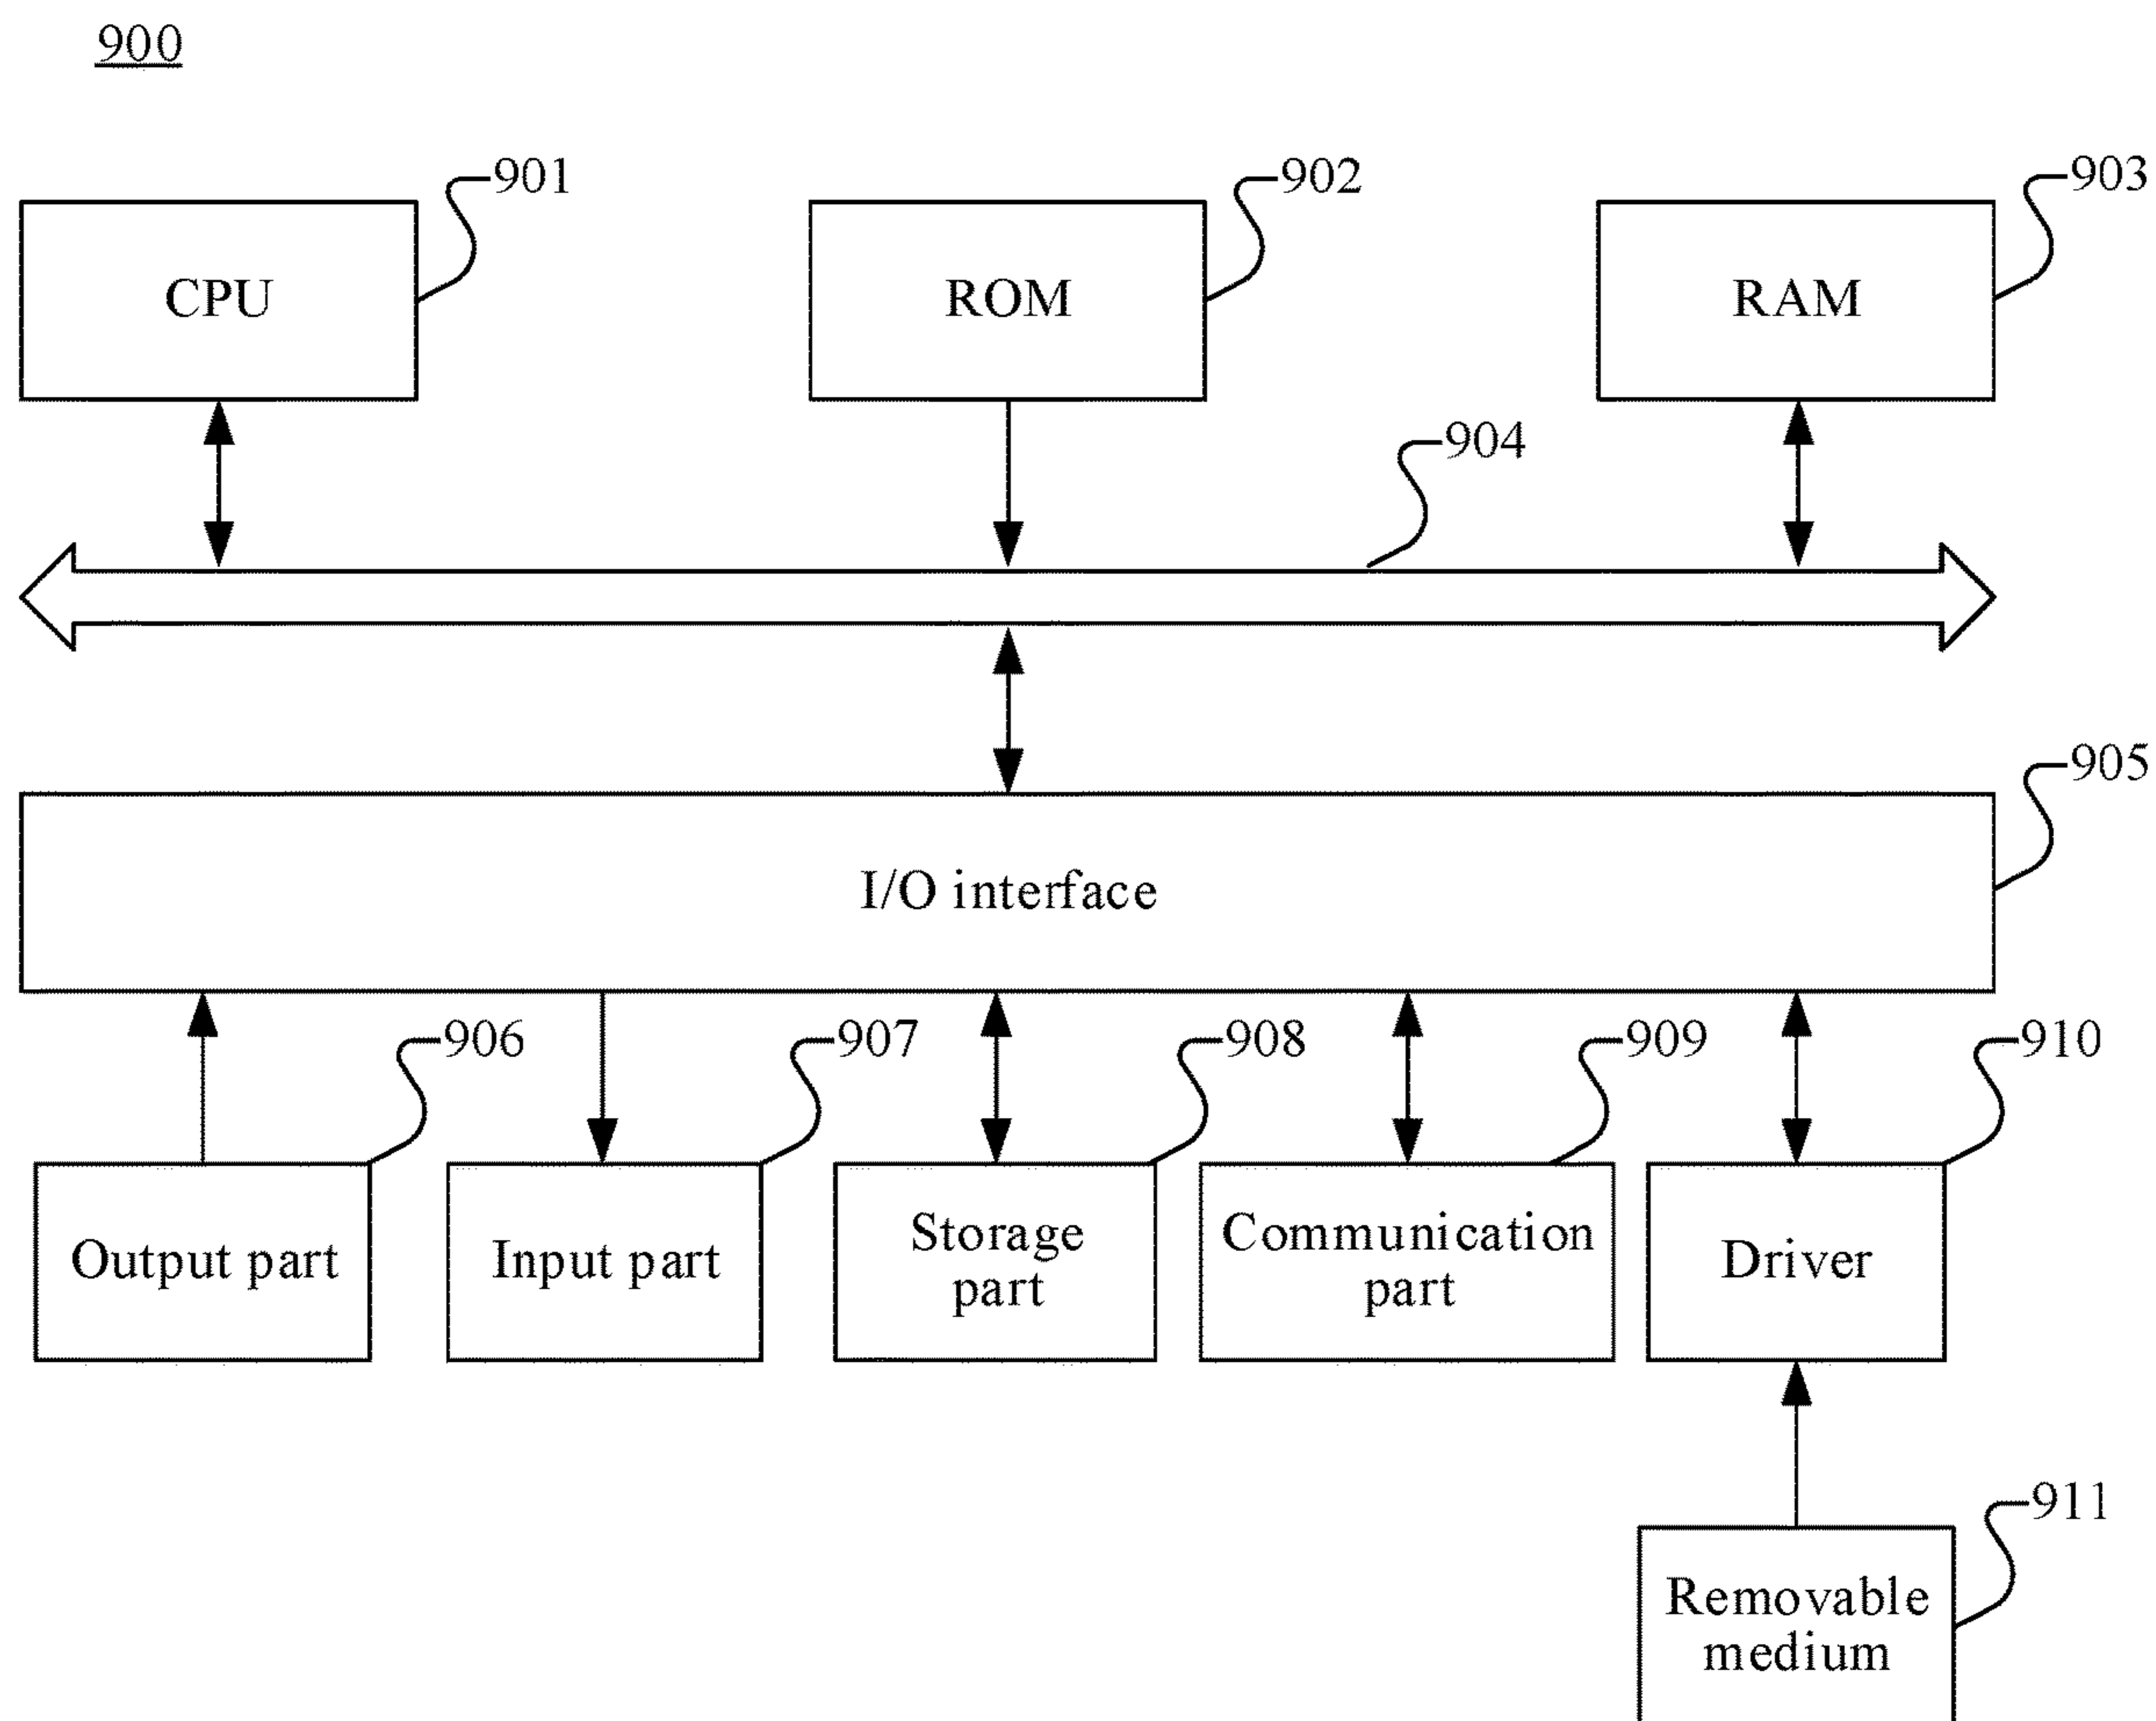 900
901
902
903
CPU
ROM
RAM
904
905
I/O interface
906
907
908
909
910
Output part
Input part
Storage
part
Communication
part
Driver
911
Removable
medium